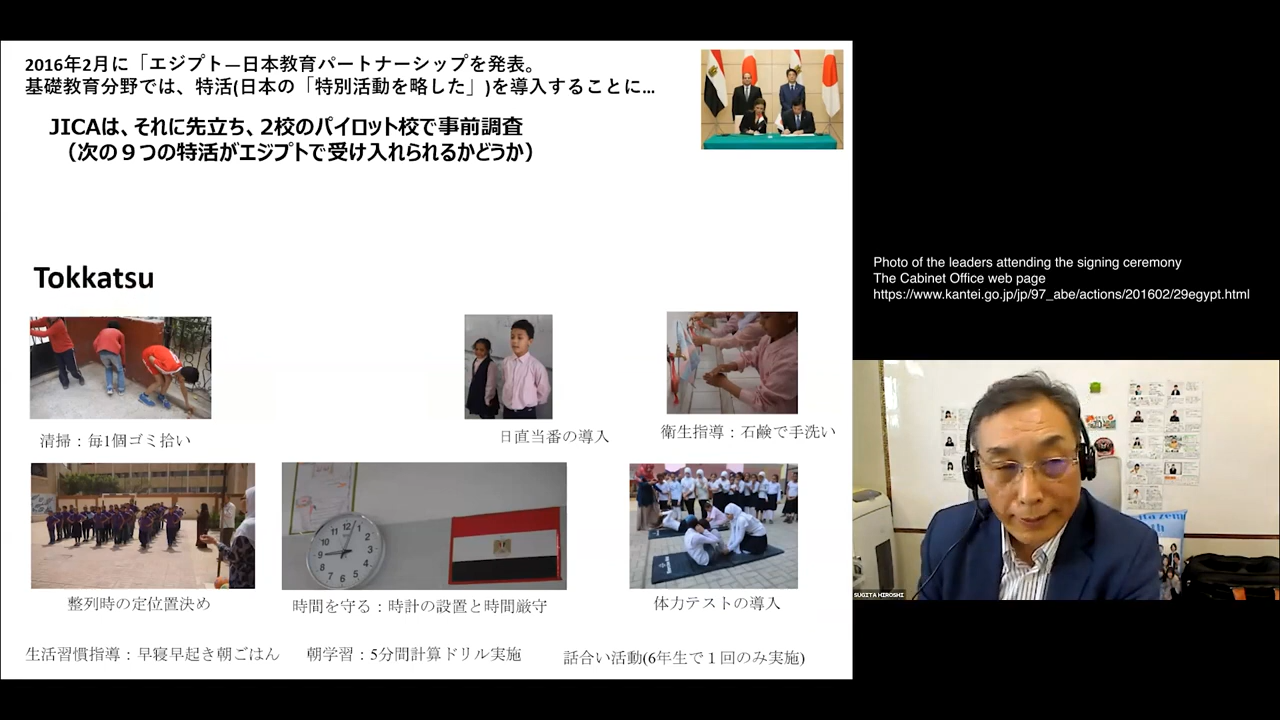 2016年2月に「エジプト—日本教育パートナーシップを発表。
基礎教育分野では、特活(日本の「特別活動を略した」)を導入することに...
JICAは、それに先立ち、2校のパイロット校で事前調査
（次の９つの特活がエジプトで受け入れられるかどうか）
Tokkatsu
清掃：毎1個ゴミ拾い
日直当番の導入
衛生指導：石鹸で手洗い
整列時の定位置決め
時間を守る：時計の設置と時間厳守
体力テストの導入
生活習慣指導：早寝早起き朝ごはん
朝学習：5分間計算ドリル実施
話合い活動(6年生で１回のみ実施)
Photo of the leaders attending the signing ceremony
The Cabinet Office web page
https://www.kantei.go.jp/jp/97_abe/actions/201602/29egypt.html
SUGITA HIROSHI
12
1
2
3
4
5
6
7
8
9
10
11